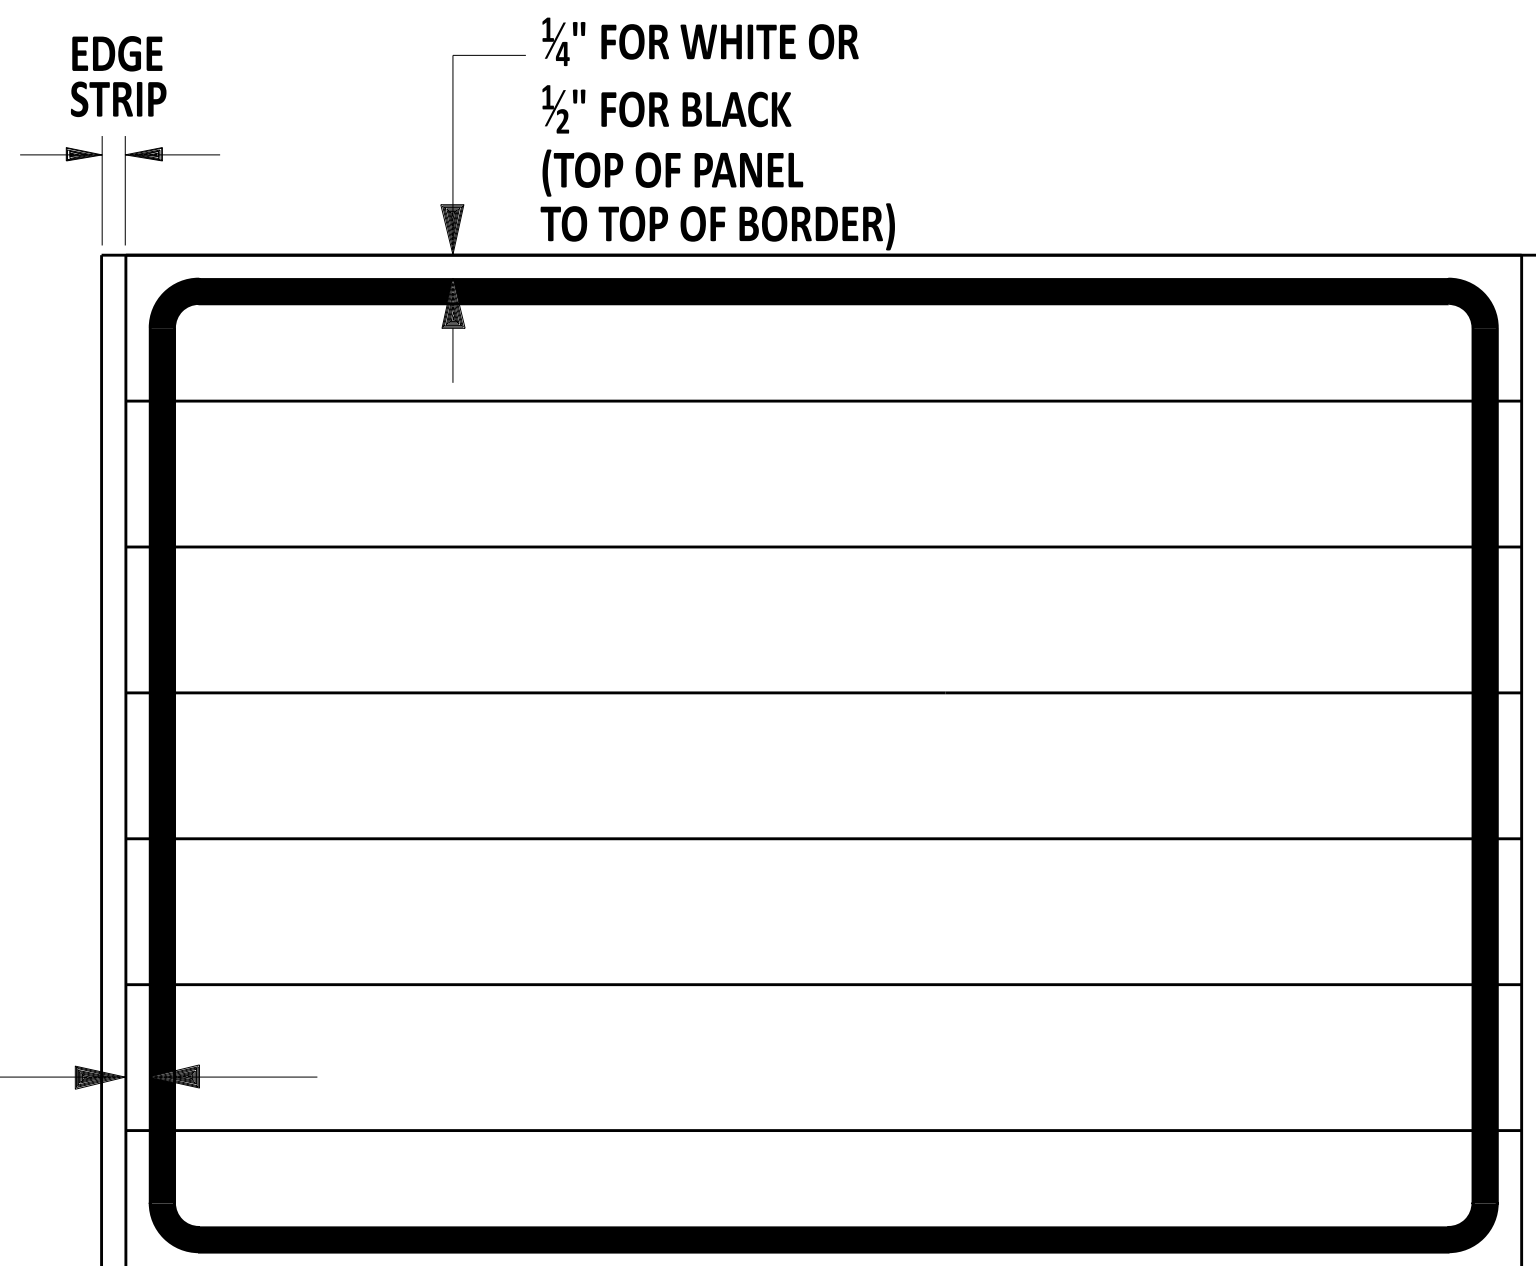 EDGE
STRIP
¼" FOR WHITE OR
½" FOR BLACK
(TOP OF PANEL
TO TOP OF BORDER)